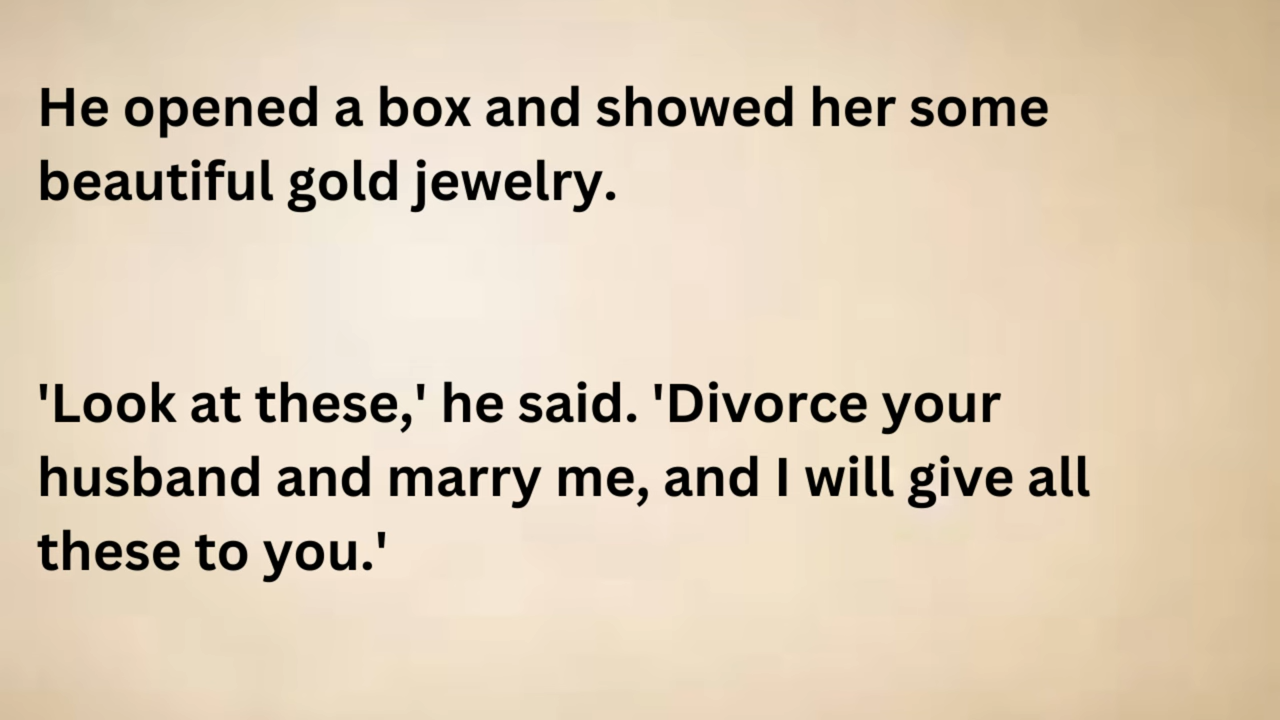 He opened a box and showed her some
beautiful gold jewelry.
'Look at these,' he said. 'Divorce your
husband and marry me, and I will give all
these to you.'